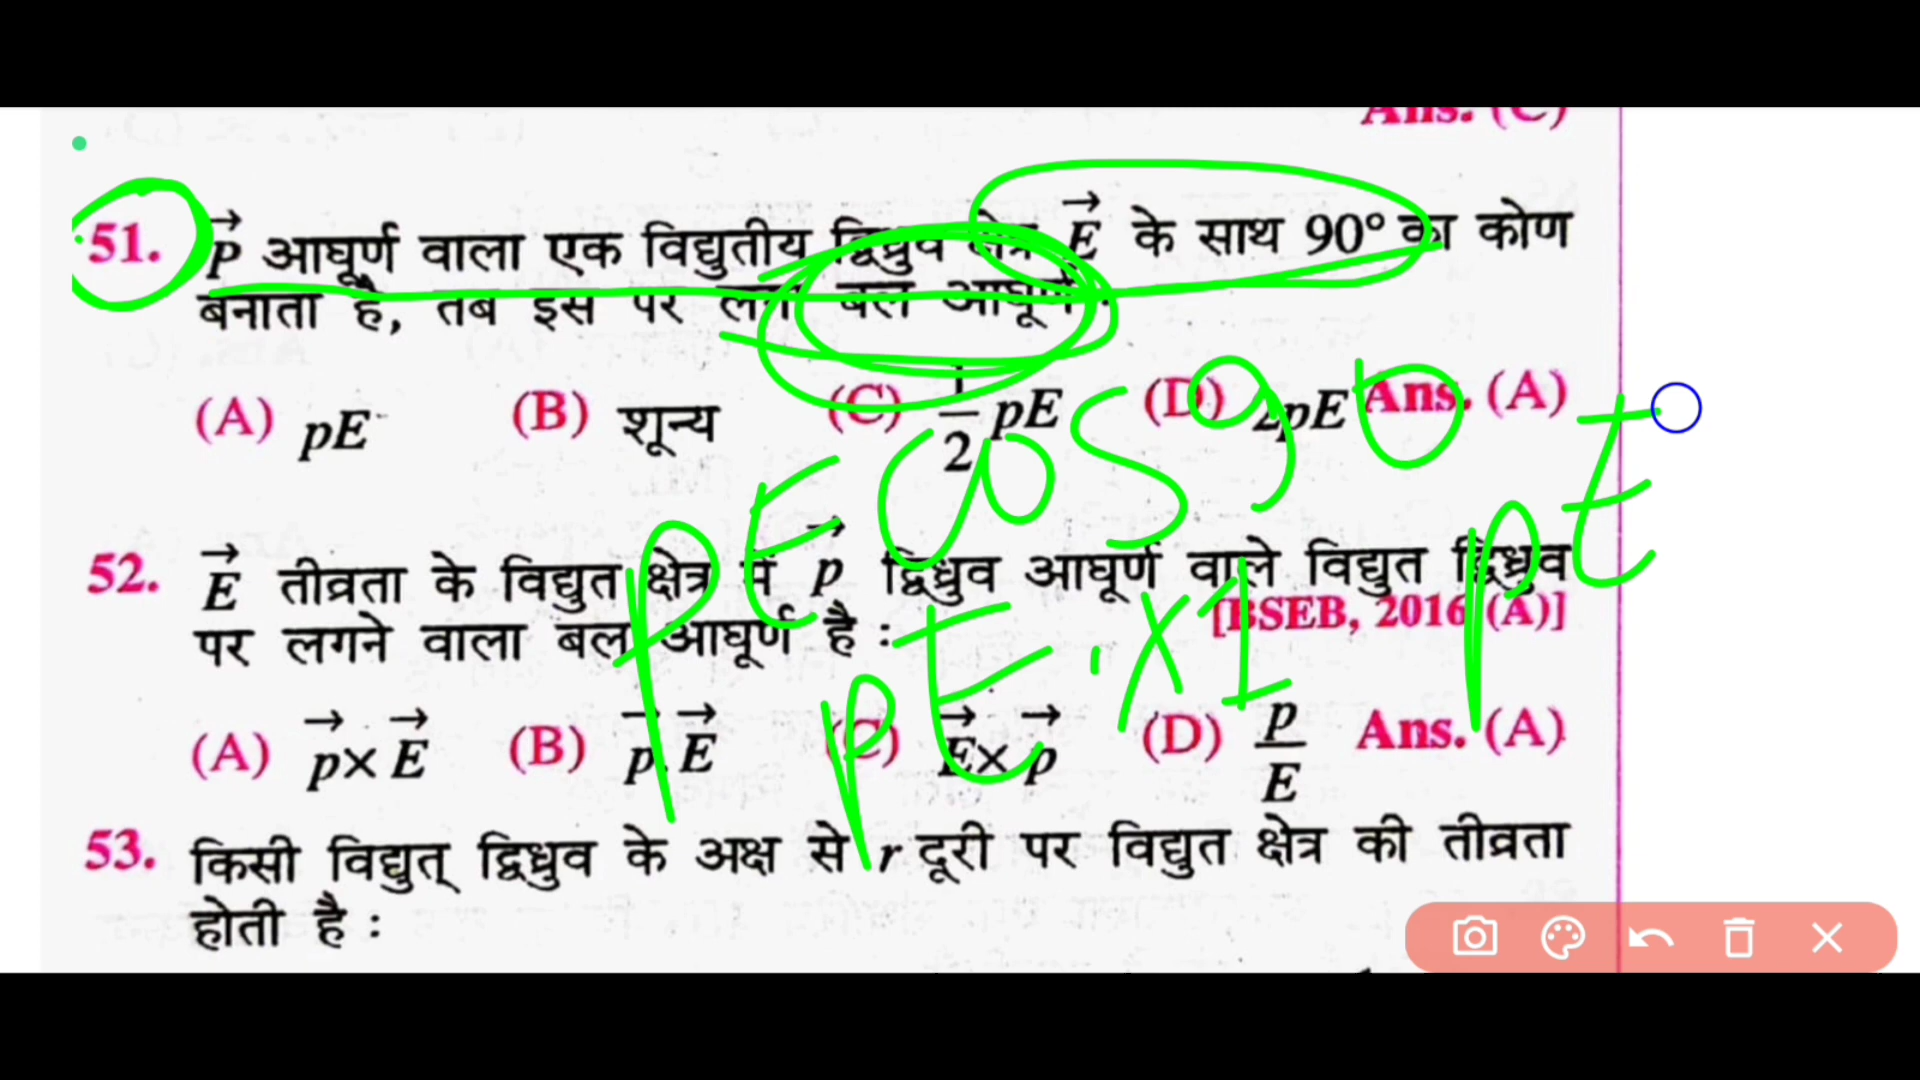 Ans. (C)
51. P⃗ आघूर्ण वाला एक विद्युतीय द्विध्रुव क्षेत्र E⃗ के साथ 90° का कोण
बनाता है, तब इस पर लगा बल आघूर्ण
(A) pE (B) शून्य (C) 1/2 pE (D) 2pE Ans. (A)
pE cos 90
52. E⃗ तीव्रता के विद्युत क्षेत्र में p⃗ द्विध्रुव आघूर्ण वाले विद्युत द्विध्रुव
पर लगने वाला बल आघूर्ण है : [BSEB, 2016 (A)]
pE . x 1 pE
(A) p⃗ × E⃗ (B) p⃗ . E⃗ (C) E⃗ × p⃗ (D) p/E Ans. (A)
53. किसी विद्युत् द्विध्रुव के अक्ष से r दूरी पर विद्युत क्षेत्र की तीव्रता
होती है :